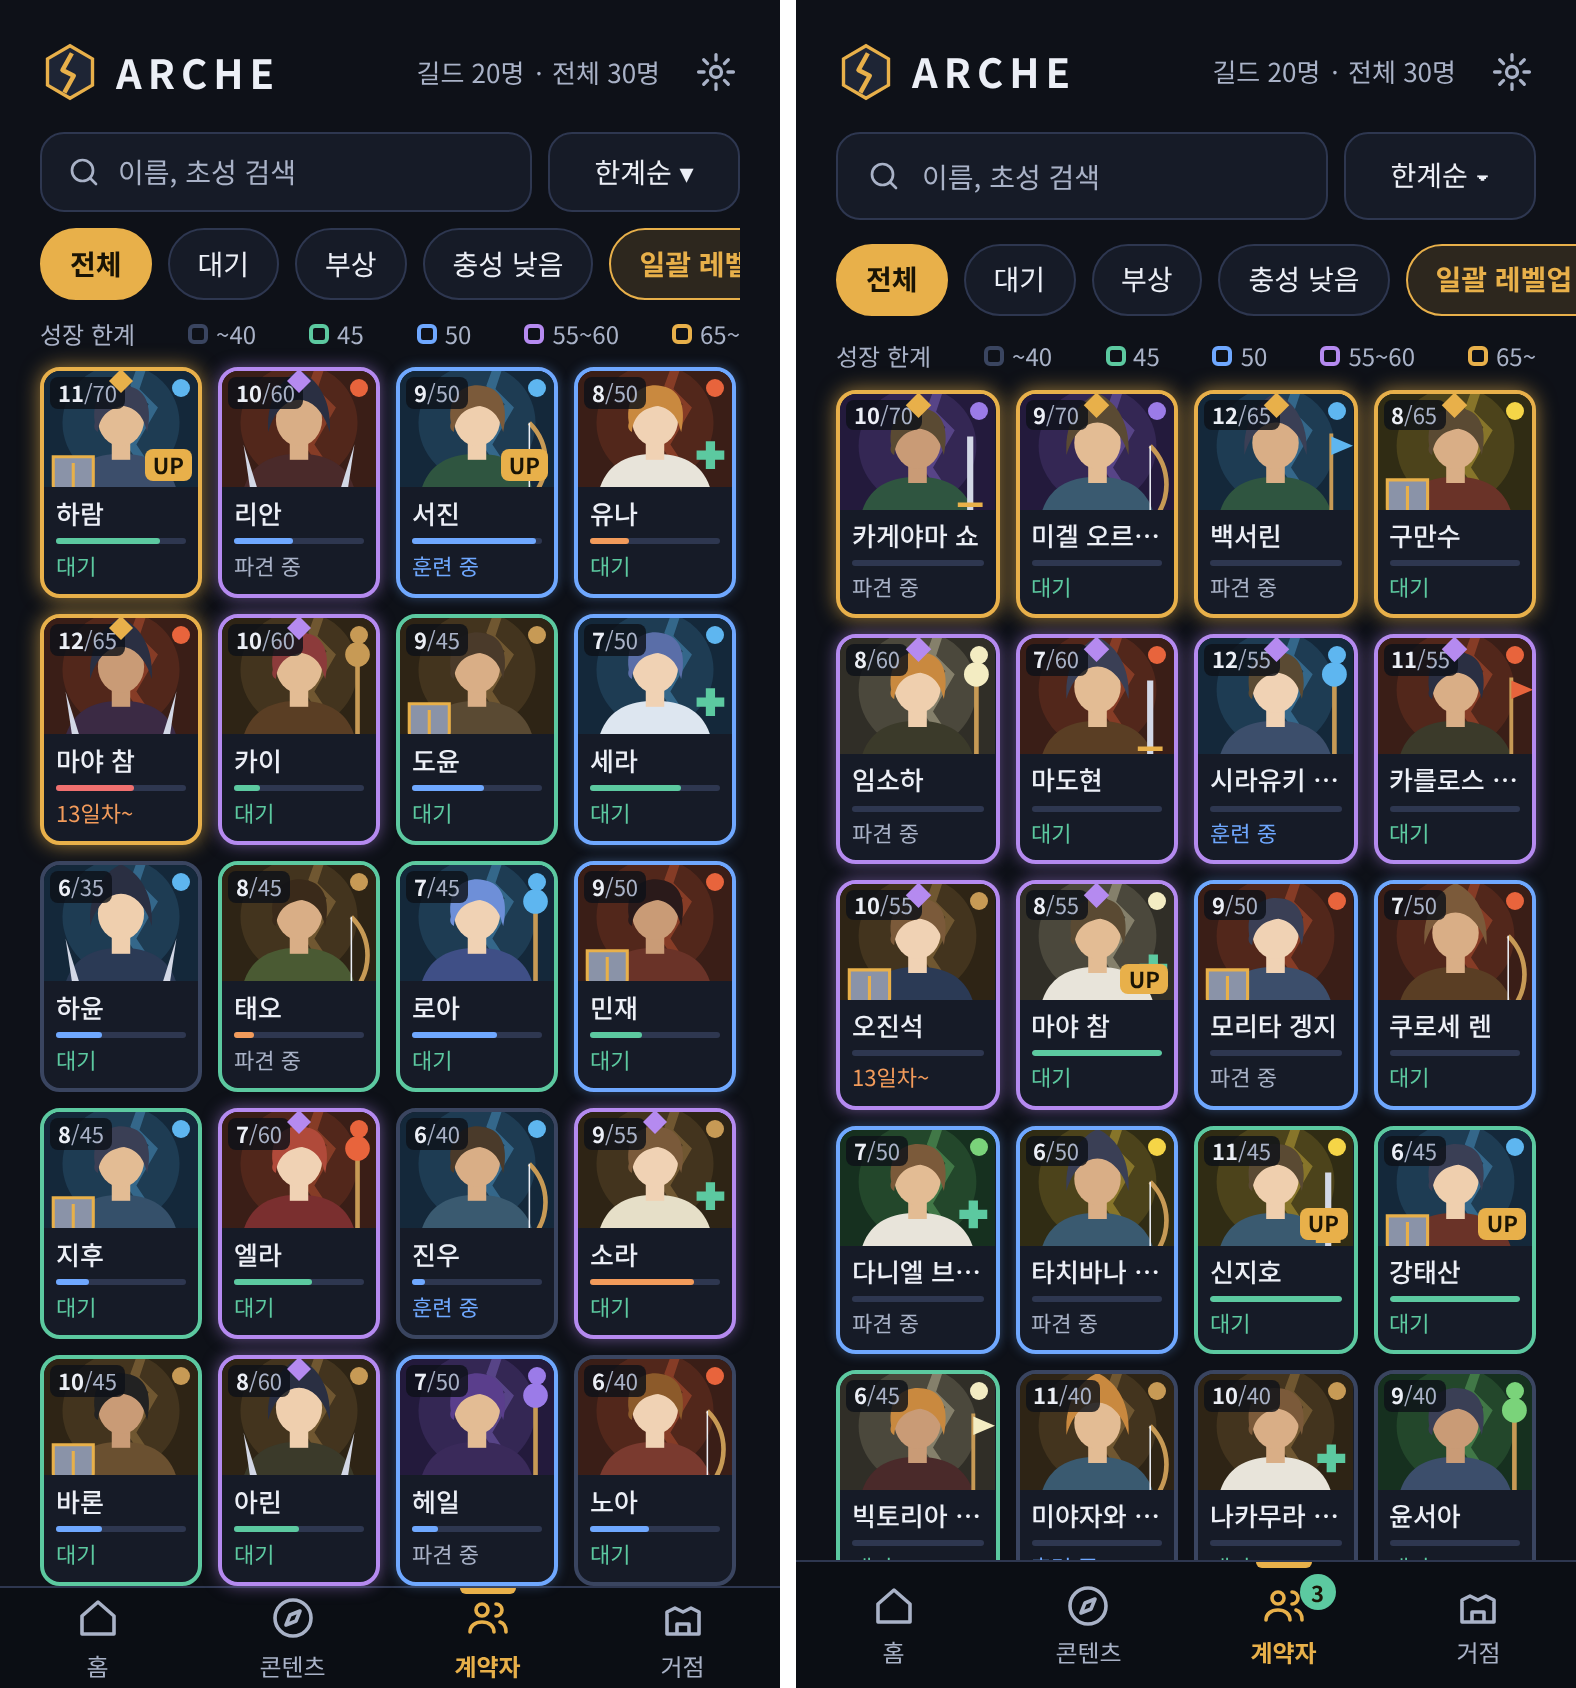 ARCHE 길드 20명 · 전체 30명
이름, 초성 검색 한계순 ▾
전체 대기 부상 충성 낮음 일괄 레벨
성장 한계 ~40 45 50 55~60 65~
11/70 10/60 9/50 8/50
UP UP
하람 리안 서진 유나
대기 파견 중 훈련 중 대기
12/65 10/60 9/45 7/50
마야 참 카이 도윤 세라
13일차~ 대기 대기 대기
6/35 8/45 7/45 9/50
하윤 태오 로아 민재
대기 파견 중 대기 대기
8/45 7/60 6/40 9/55
지후 엘라 진우 소라
대기 대기 훈련 중 대기
10/45 8/60 7/50 6/40
바론 아린 헤일 노아
대기 대기 파견 중 대기
홈 콘텐츠 계약자 거점
ARCHE 길드 20명 · 전체 30명
이름, 초성 검색 한계순
전체 대기 부상 충성 낮음 일괄 레벨업
성장 한계 ~40 45 50 55~60 65~
10/70 9/70 12/65 8/65
카게야마 쇼 미겔 오르… 백서린 구만수
파견 중 대기 파견 중 대기
8/60 7/60 12/55 11/55
임소하 마도현 시라유키 … 카를로스 …
파견 중 대기 훈련 중 대기
10/55 8/55 9/50 7/50
UP
오진석 마야 참 모리타 겡지 쿠로세 렌
13일차~ 대기 파견 중 대기
7/50 6/50 11/45 6/45
UP UP
다니엘 브… 타치바나 … 신지호 강태산
파견 중 파견 중 대기 대기
6/45 11/40 10/40 9/40
빅토리아 … 미야자와 … 나카무라 … 윤서아
3
홈 콘텐츠 계약자 거점